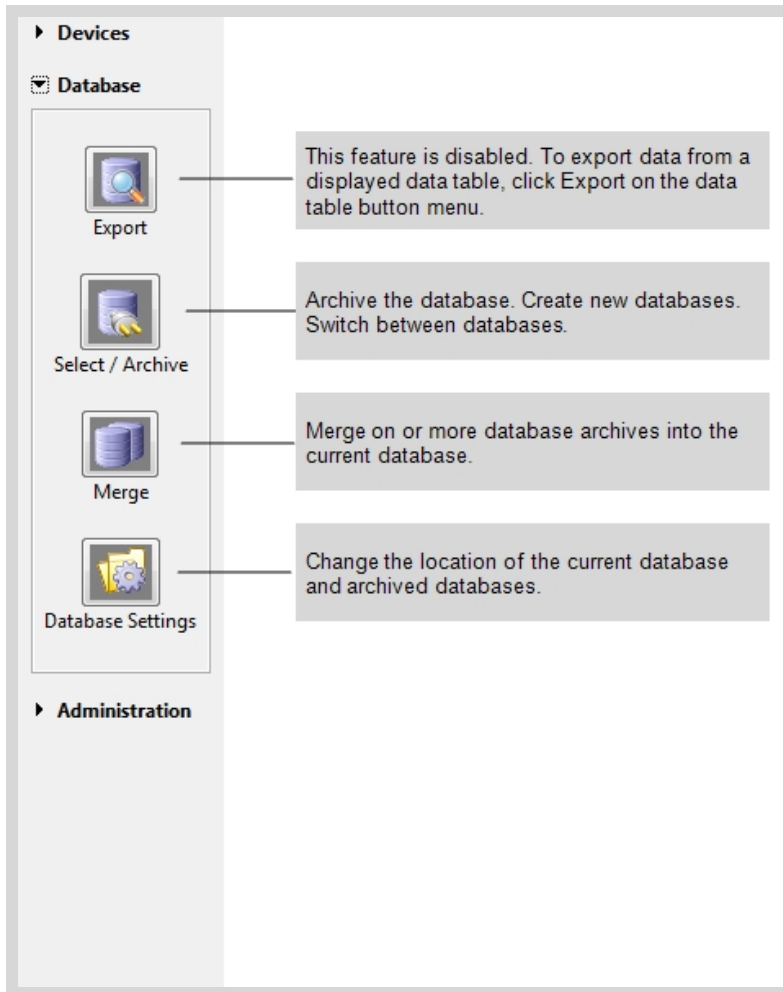 Devices
Database
Export
This feature is disabled. To export data from a
displayed data table, click Export on the data
table button menu.
Select / Archive
Archive the database. Create new databases.
Switch between databases.
Merge
Merge on or more database archives into the
current database.
Database Settings
Change the location of the current database
and archived databases.
Administration